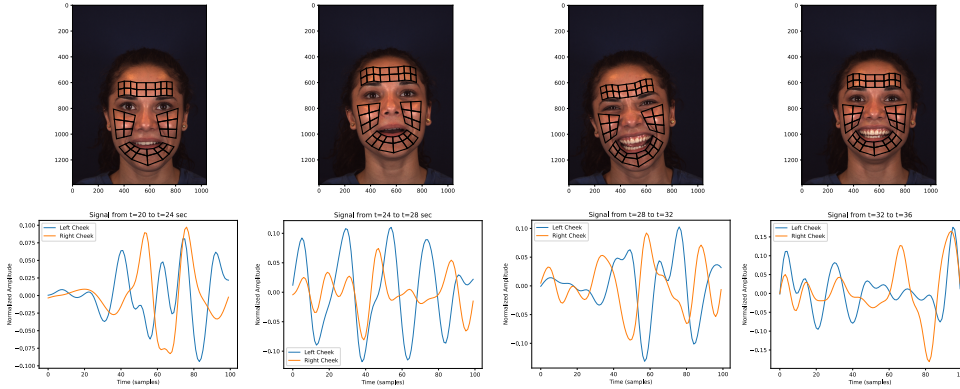 0
200
400
600
800
1000
1200
0 200 400 600 800 1000
0
200
400
600
800
1000
1200
0 200 400 600 800 1000
0
200
400
600
800
1000
1200
0 200 400 600 800 1000
0
200
400
600
800
1000
1200
0 200 400 600 800 1000
Signal from t=20 to t=24 sec
Left Cheek
Right Cheek
Normalized Amplitude
0.100
0.075
0.050
0.025
0.000
−0.025
−0.050
−0.075
−0.100
0 20 40 60 80 100
Time (samples)
Signal from t=24 to t=28 sec
Left Cheek
Right Cheek
Normalized Amplitude
0.10
0.05
0.00
−0.05
−0.10
0 20 40 60 80 100
Time (samples)
Signal from t=28 to t=32
Left Cheek
Right Cheek
Normalized Amplitude
0.10
0.05
0.00
−0.05
−0.10
0 20 40 60 80 100
Time (samples)
Signal from t=32 to t=36
Left Cheek
Right Cheek
Normalized Amplitude
0.15
0.10
0.05
0.00
−0.05
−0.10
−0.15
0 20 40 60 80 100
Time (samples)